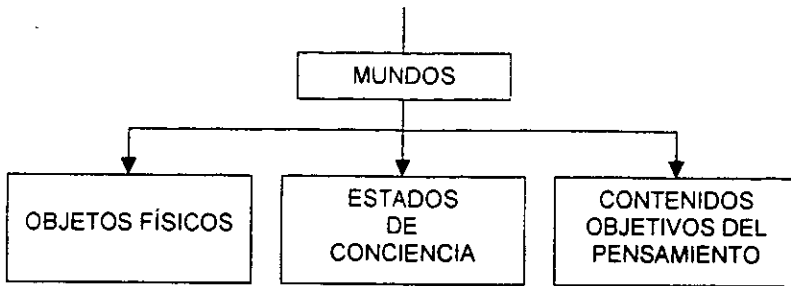 MUNDOS
OBJETOS FÍSICOS
ESTADOS
DE
CONCIENCIA
CONTENIDOS
OBJETIVOS DEL
PENSAMIENTO